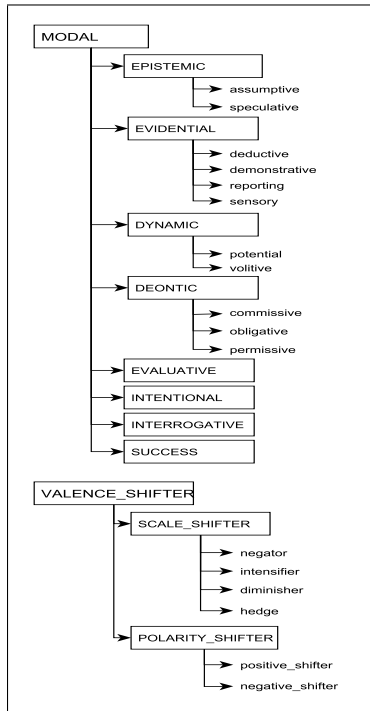 MODAL
EPISTEMIC
assumptive
speculative
EVIDENTIAL
deductive
demonstrative
reporting
sensory
DYNAMIC
potential
volitive
DEONTIC
commissive
obligative
permissive
EVALUATIVE
INTENTIONAL
INTERROGATIVE
SUCCESS
VALENCE_SHIFTER
SCALE_SHIFTER
negator
intensifier
diminisher
hedge
POLARITY_SHIFTER
positive_shifter
negative_shifter